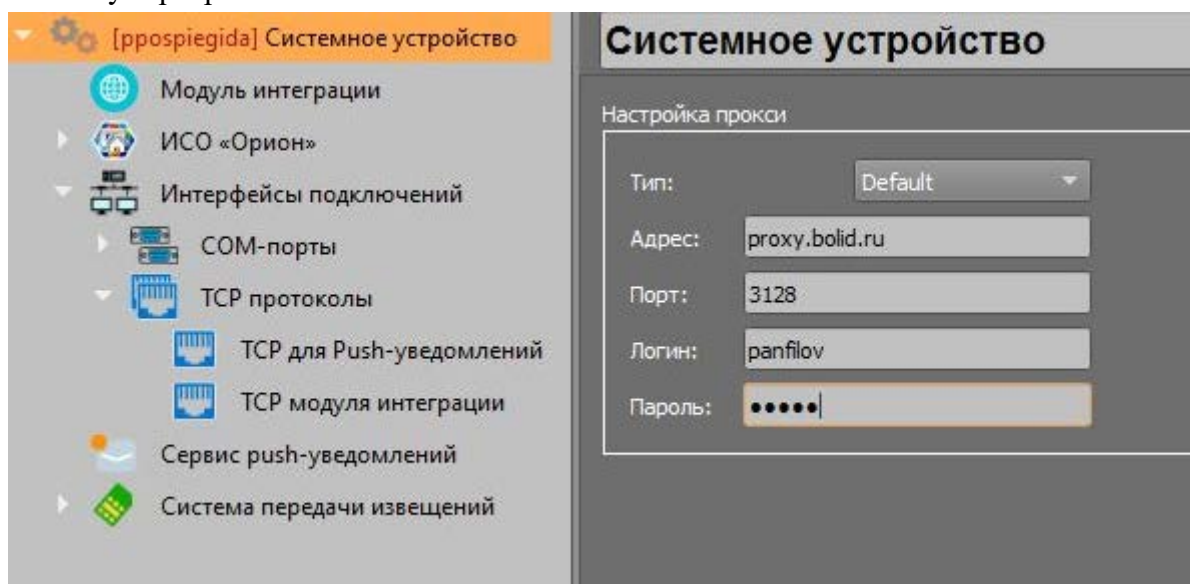 [ppospiegida] Системное устройство
Модуль интеграции
ИСО «Орион»
Интерфейсы подключений
COM-порты
TCP протоколы
TCP для Push-уведомлений
TCP модуля интеграции
Сервис push-уведомлений
Система передачи извещений
Системное устройство
Настройка прокси
Тип: Default
Адрес: proxy.bolid.ru
Порт: 3128
Логин: panfilov
Пароль: •••••